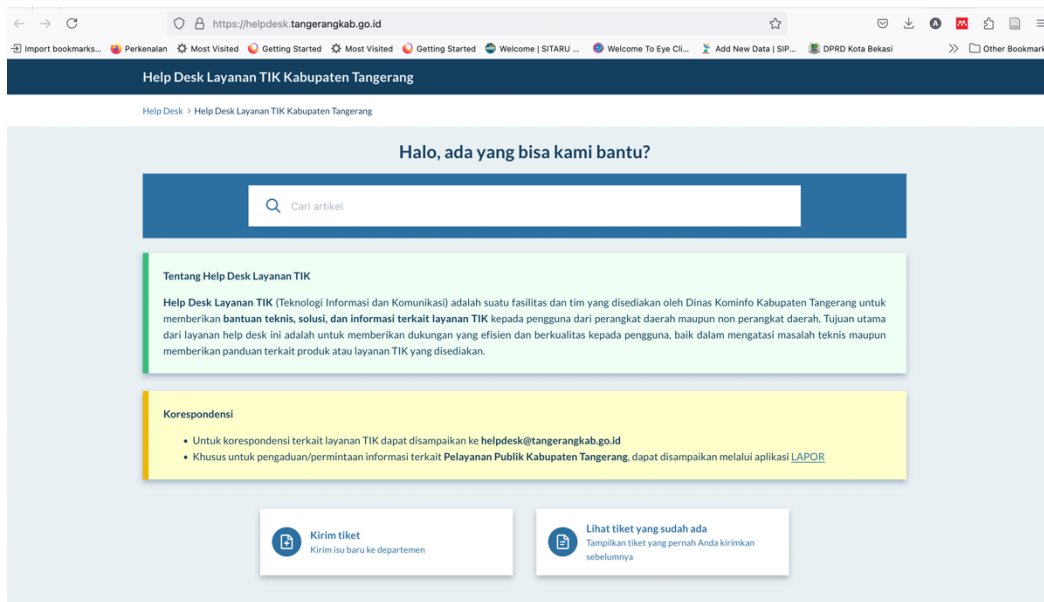 https://helpdesk.tangerangkab.go.id
Import bookmarks... Perkenalan Most Visited Getting Started Most Visited Getting Started Welcome | SITARU ... Welcome To Eye Cli... Add New Data | SIP... DPRD Kota Bekasi Other Bookmark
Help Desk Layanan TIK Kabupaten Tangerang
Help Desk > Help Desk Layanan TIK Kabupaten Tangerang
Halo, ada yang bisa kami bantu?
Cari artikel
Tentang Help Desk Layanan TIK
Help Desk Layanan TIK (Teknologi Informasi dan Komunikasi) adalah suatu fasilitas dan tim yang disediakan oleh Dinas Kominfo Kabupaten Tangerang untuk
memberikan bantuan teknis, solusi, dan informasi terkait layanan TIK kepada pengguna dari perangkat daerah maupun non perangkat daerah. Tujuan utama
dari layanan help desk ini adalah untuk memberikan dukungan yang efisien dan berkualitas kepada pengguna, baik dalam mengatasi masalah teknis maupun
memberikan panduan terkait produk atau layanan TIK yang disediakan.
Korespondensi
• Untuk korespondensi terkait layanan TIK dapat disampaikan ke helpdesk@tangerangkab.go.id
• Khusus untuk pengaduan/permintaan informasi terkait Pelayanan Publik Kabupaten Tangerang, dapat disampaikan melalui aplikasi LAPOR
Kirim tiket
Kirim isu baru ke departemen
Lihat tiket yang sudah ada
Tampilkan tiket yang pernah Anda kirimkan
sebelumnya